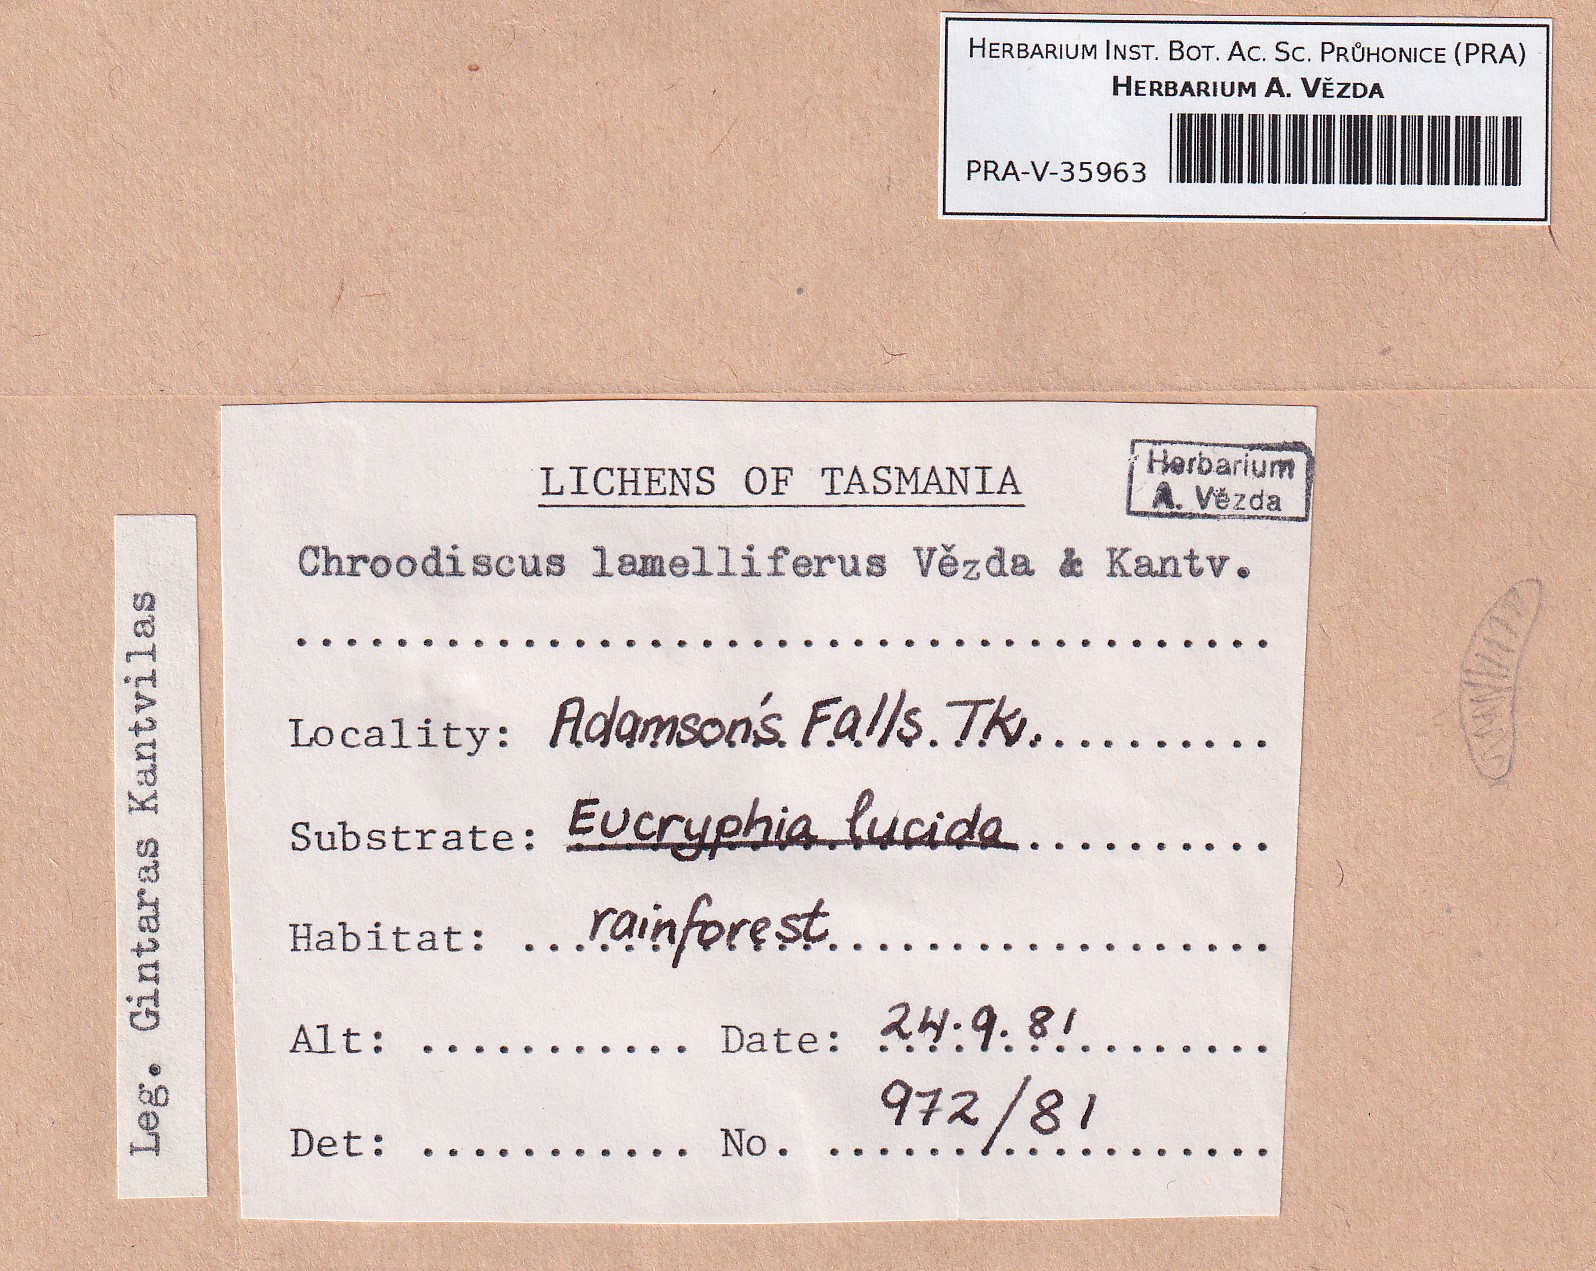 HERBARIUM INST. BOT. AC. SC. PRŮHONICE (PRA)
HERBARIUM A. VĚZDA
PRA-V-35963
LICHENS OF TASMANIA
Herbarium
A. Vězda
Chroodiscus lamelliferus Vězda & Kantv.
Locality: Adamson's Falls Tk.
Substrate: Eucryphia lucida
Habitat: rainforest
Alt: Date: 24.9.81
Det: No. 972/81
Leg. Gintaras Kantvilas